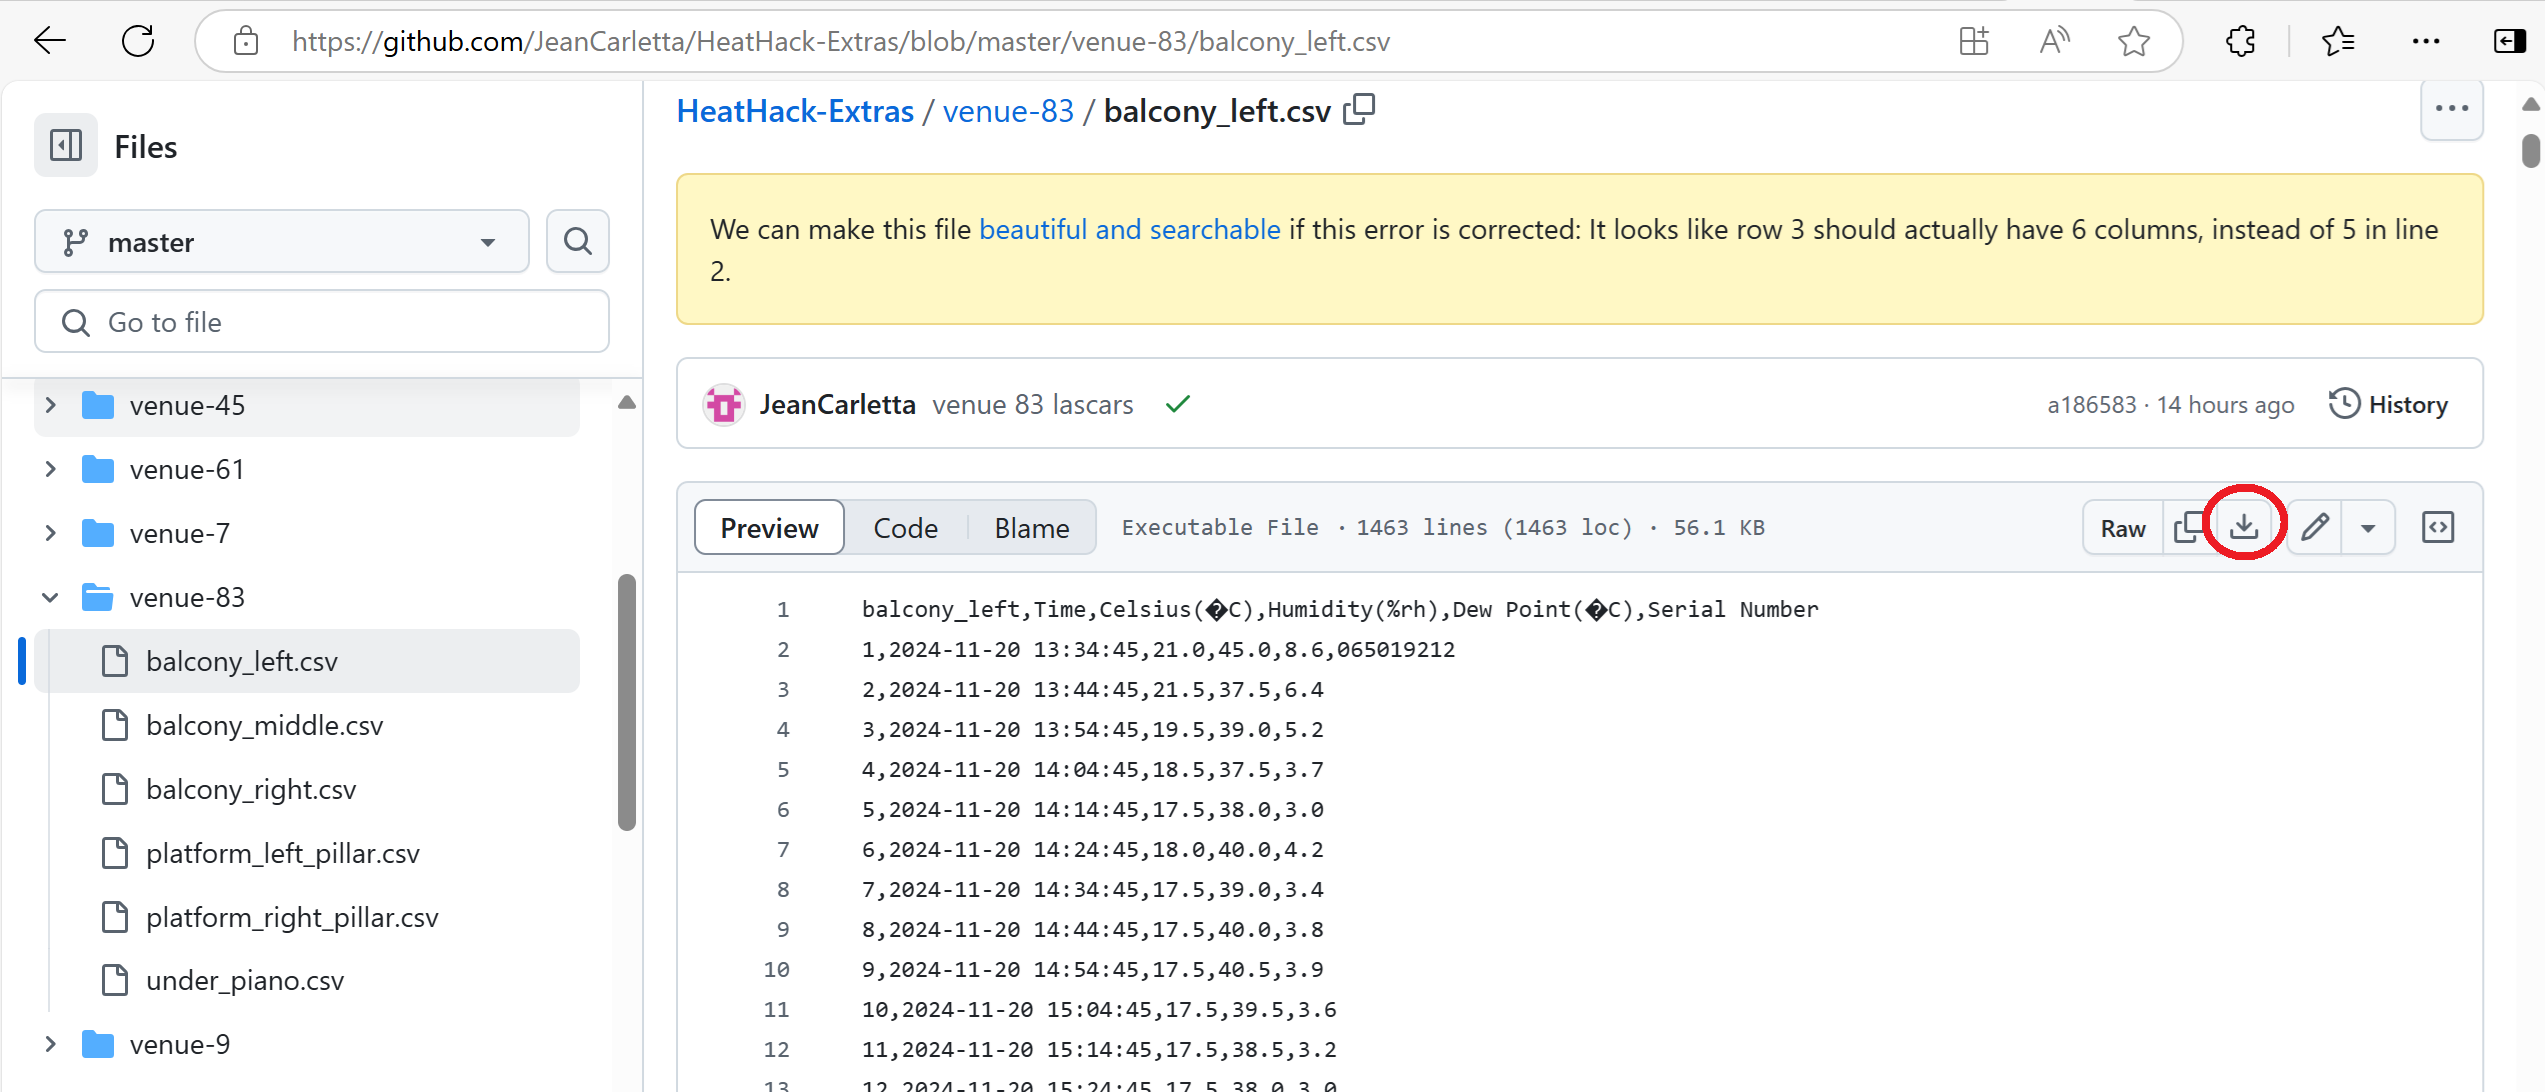 https://github.com/JeanCarletta/HeatHack-Extras/blob/master/venue-83/balcony_left.csv
Files
master
Go to file
venue-45
venue-61
venue-7
venue-83
balcony_left.csv
balcony_middle.csv
balcony_right.csv
platform_left_pillar.csv
platform_right_pillar.csv
under_piano.csv
venue-9
HeatHack-Extras / venue-83 / balcony_left.csv
We can make this file beautiful and searchable if this error is corrected: It looks like row 3 should actually have 6 columns, instead of 5 in line
2.
JeanCarletta venue 83 lascars a186583 · 14 hours ago History
Preview Code Blame Executable File · 1463 lines (1463 loc) · 56.1 KB Raw
1 balcony_left,Time,Celsius(�C),Humidity(%rh),Dew Point(�C),Serial Number
2 1,2024-11-20 13:34:45,21.0,45.0,8.6,065019212
3 2,2024-11-20 13:44:45,21.5,37.5,6.4
4 3,2024-11-20 13:54:45,19.5,39.0,5.2
5 4,2024-11-20 14:04:45,18.5,37.5,3.7
6 5,2024-11-20 14:14:45,17.5,38.0,3.0
7 6,2024-11-20 14:24:45,18.0,40.0,4.2
8 7,2024-11-20 14:34:45,17.5,39.0,3.4
9 8,2024-11-20 14:44:45,17.5,40.0,3.8
10 9,2024-11-20 14:54:45,17.5,40.5,3.9
11 10,2024-11-20 15:04:45,17.5,39.5,3.6
12 11,2024-11-20 15:14:45,17.5,38.5,3.2
13 12,2024-11-20 15:24:45,17.5,38.0,3.0